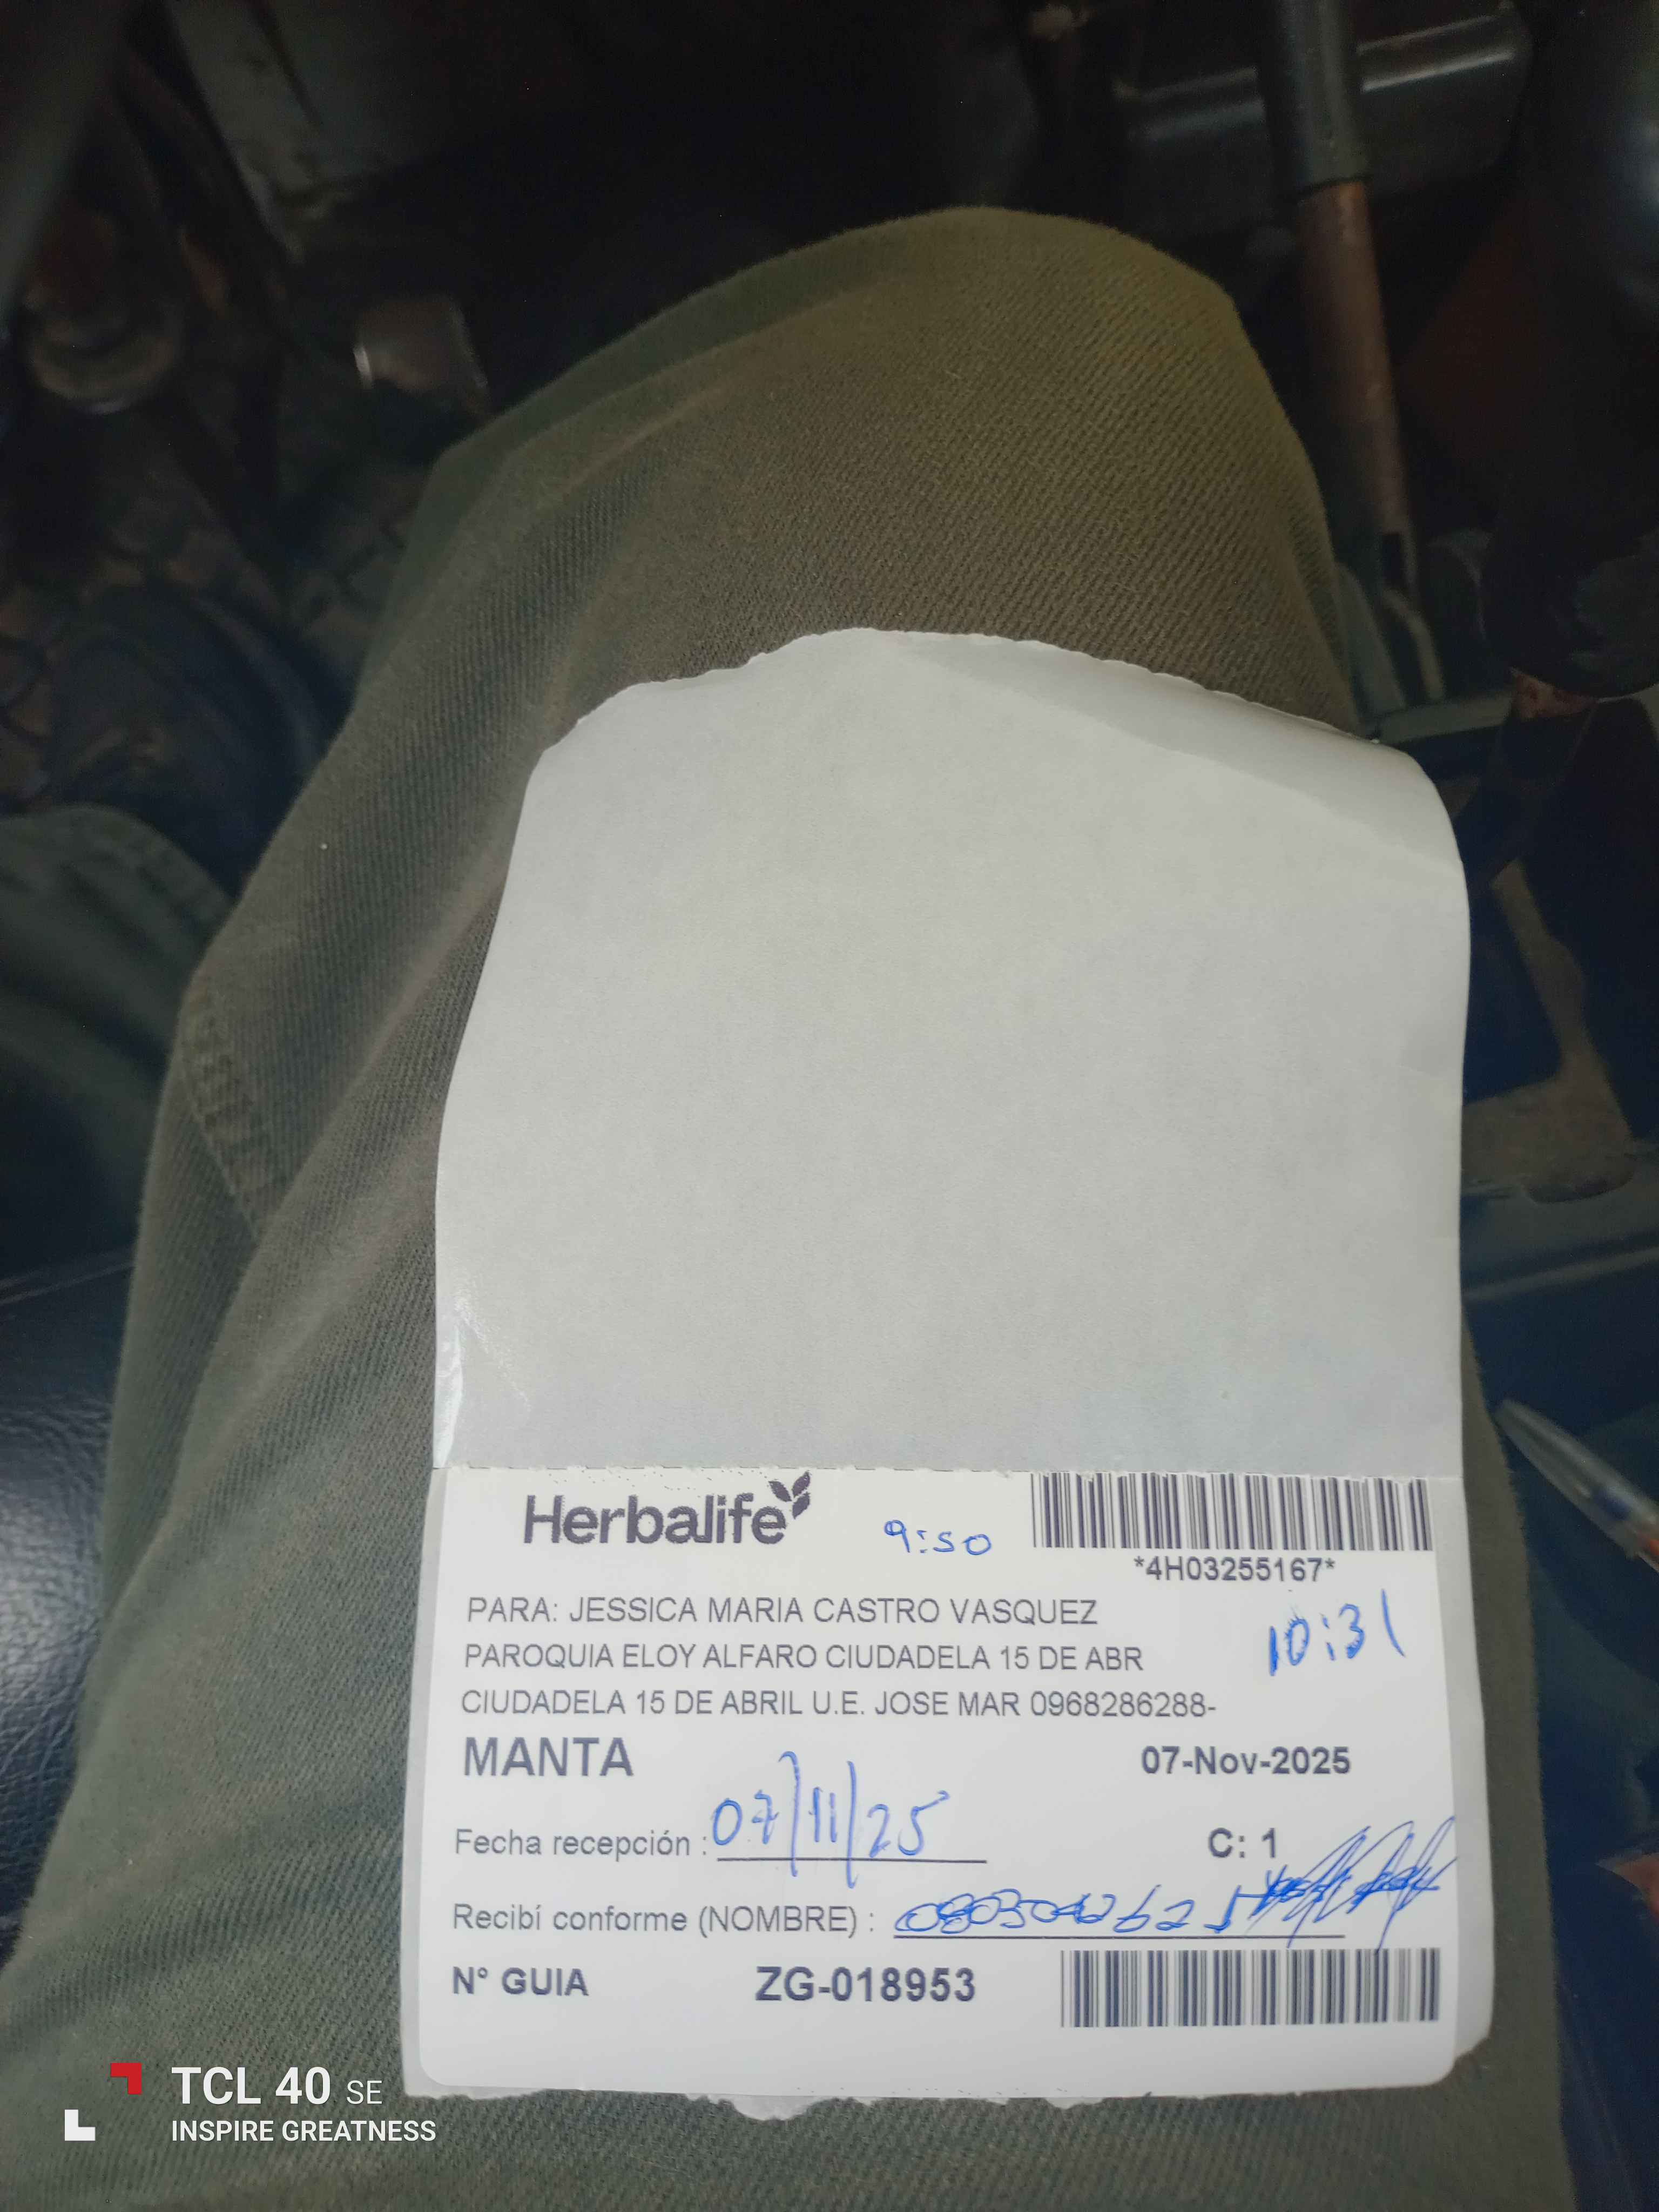 Herbalife
9:50
*4H03255167*
PARA: JESSICA MARIA CASTRO VASQUEZ
10:31
PAROQUIA ELOY ALFARO CIUDADELA 15 DE ABR
CIUDADELA 15 DE ABRIL U.E. JOSE MAR 0968286288-
MANTA 07-Nov-2025
Fecha recepción : 07/11/25 C: 1
Recibí conforme (NOMBRE) :
N° GUIA ZG-018953
TCL 40 SE
INSPIRE GREATNESS